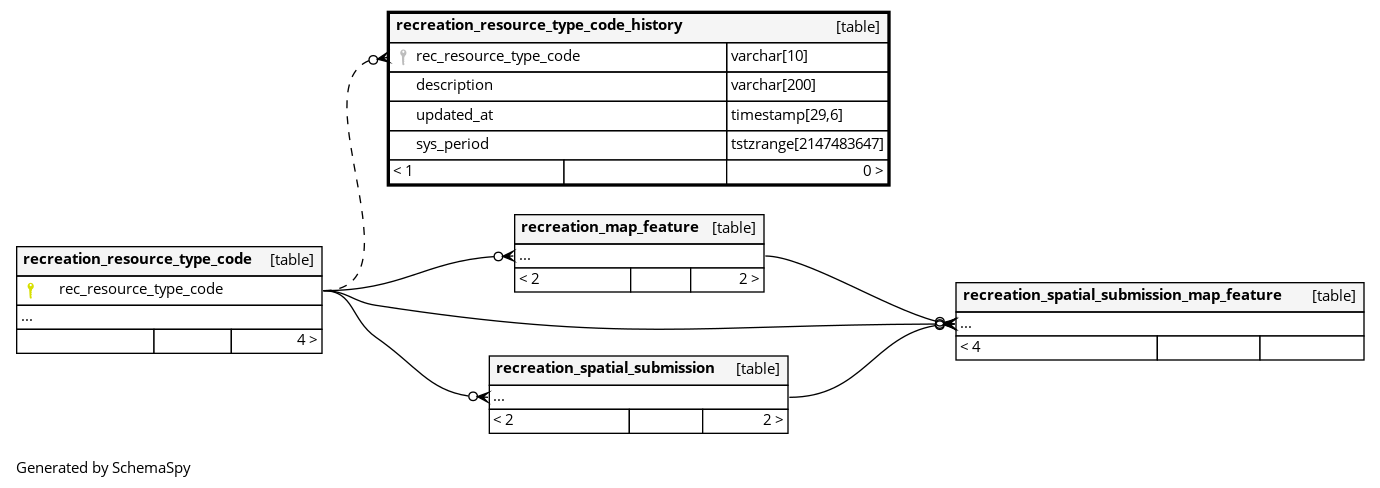 recreation_resource_type_code_history [table]
rec_resource_type_code varchar[10]
description varchar[200]
updated_at timestamp[29,6]
sys_period tstzrange[2147483647]
< 1 0 >
recreation_map_feature [table]
...
< 2 2 >
recreation_resource_type_code [table]
rec_resource_type_code
...
4 >
recreation_spatial_submission_map_feature [table]
...
< 4
recreation_spatial_submission [table]
...
< 2 2 >
Generated by SchemaSpy